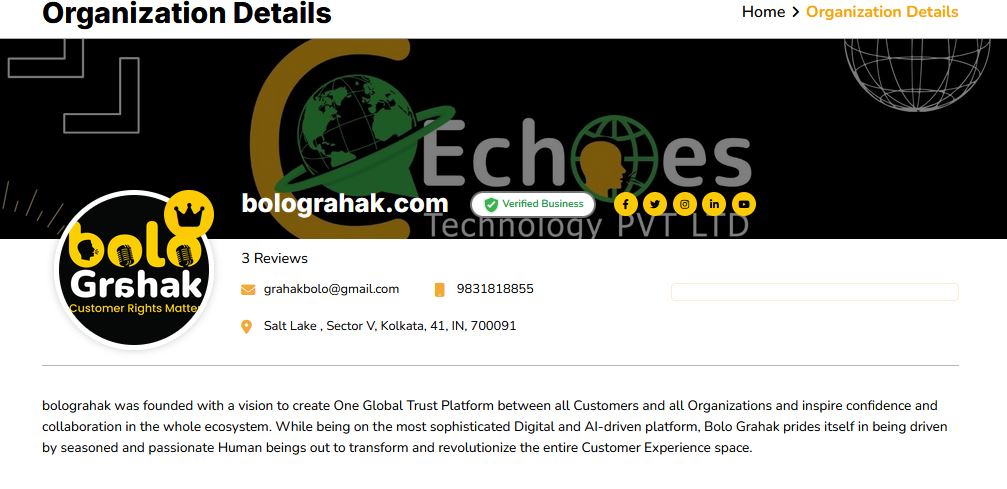 Organization Details
Home > Organization Details
Echoes
Technology PVT LTD
bolograhak.com
Verified Business
bolo
Grahak
Customer Rights Matter
3 Reviews
grahakbolo@gmail.com
9831818855
Salt Lake , Sector V, Kolkata, 41, IN, 700091
bolograhak was founded with a vision to create One Global Trust Platform between all Customers and all Organizations and inspire confidence and
collaboration in the whole ecosystem. While being on the most sophisticated Digital and AI-driven platform, Bolo Grahak prides itself in being driven
by seasoned and passionate Human beings out to transform and revolutionize the entire Customer Experience space.